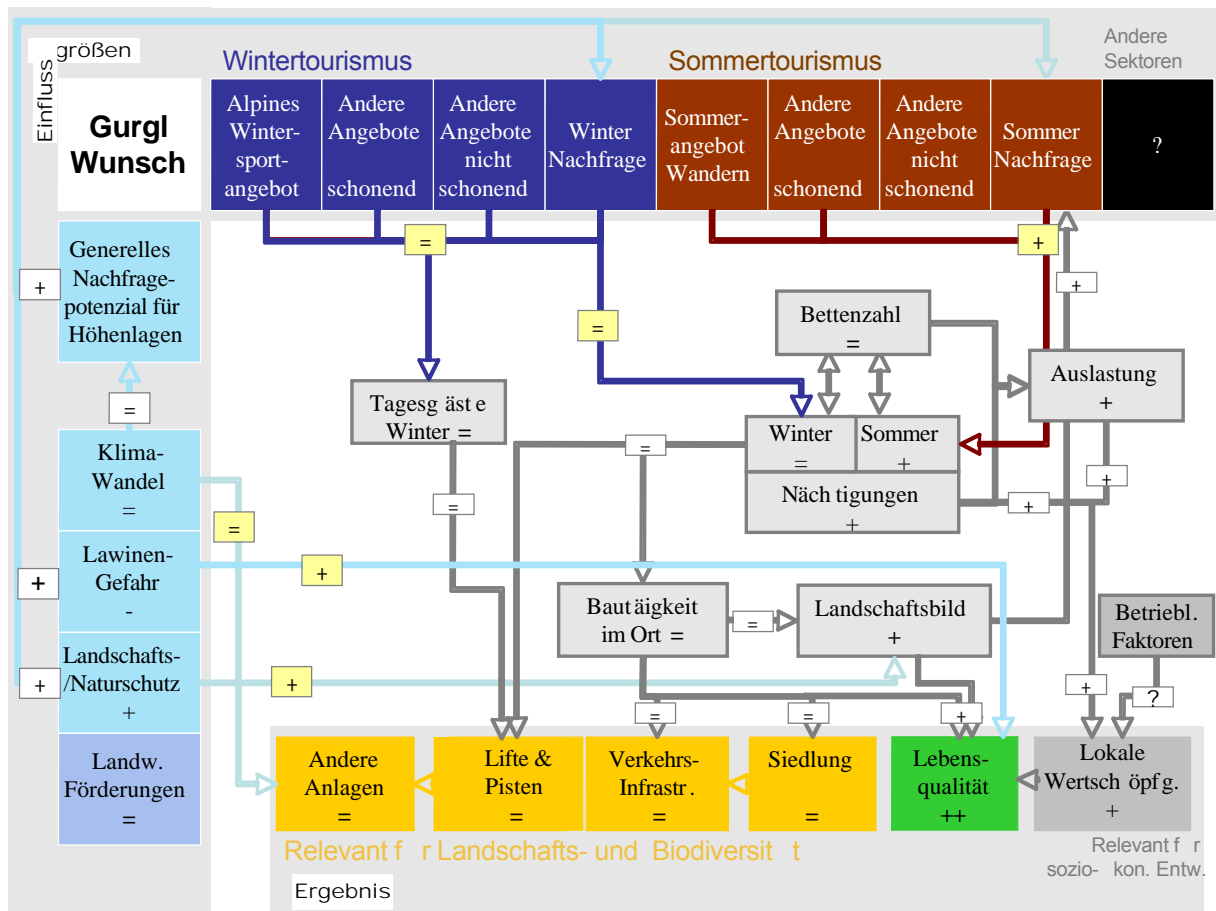 größen
Einfluss
Wintertourismus
Sommertourismus
Andere
Sektoren
Gurgl
Wunsch
Alpines
Winter-
sport-
angebot
Andere
Angebote
schonend
Andere
Angebote
nicht
schonend
Winter
Nachfrage
Sommer-
angebot
Wandern
Andere
Angebote
schonend
Andere
Angebote
nicht
schonend
Sommer
Nachfrage
?
Generelles
Nachfrage-
potenzial für
Höhenlagen
+
=
+
=
+
Bettenzahl
=
=
Auslastung
+
Tagesg äst e
Winter =
=
Klima-
Wandel
=
=
=
Winter
=
Sommer
+
Näch tigungen
+
+
+
Lawinen-
Gefahr
-
+
+
Bautäigkeit
im Ort =
=
Landschaftsbild
+
Betriebl.
Faktoren
Landschafts-
/Naturschutz
+
+
+
+
?
=
=
+
Landw.
Förderungen
=
Andere
Anlagen
=
Lifte &
Pisten
=
Verkehrs-
Infrastr.
=
Siedlung
=
Lebens-
qualität
++
Lokale
Wertsch öpfg.
+
Relevant f r Landschafts- und Biodiversit t
Relevant f r
sozio- kon. Entw.
Ergebnis